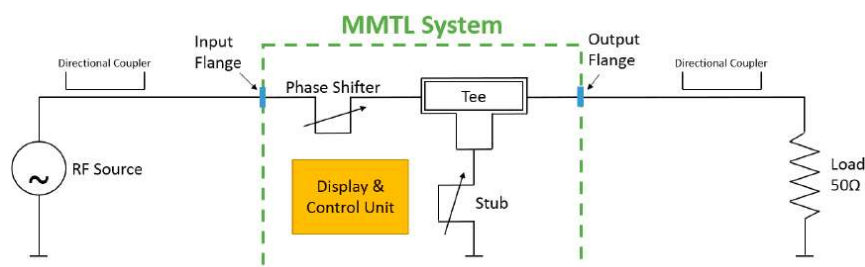 MMTL System
Directional Coupler
Input
Flange
Output
Flange
Directional Coupler
Phase Shifter
Tee
~
RF Source
Display &
Control Unit
Stub
Load
50Ω